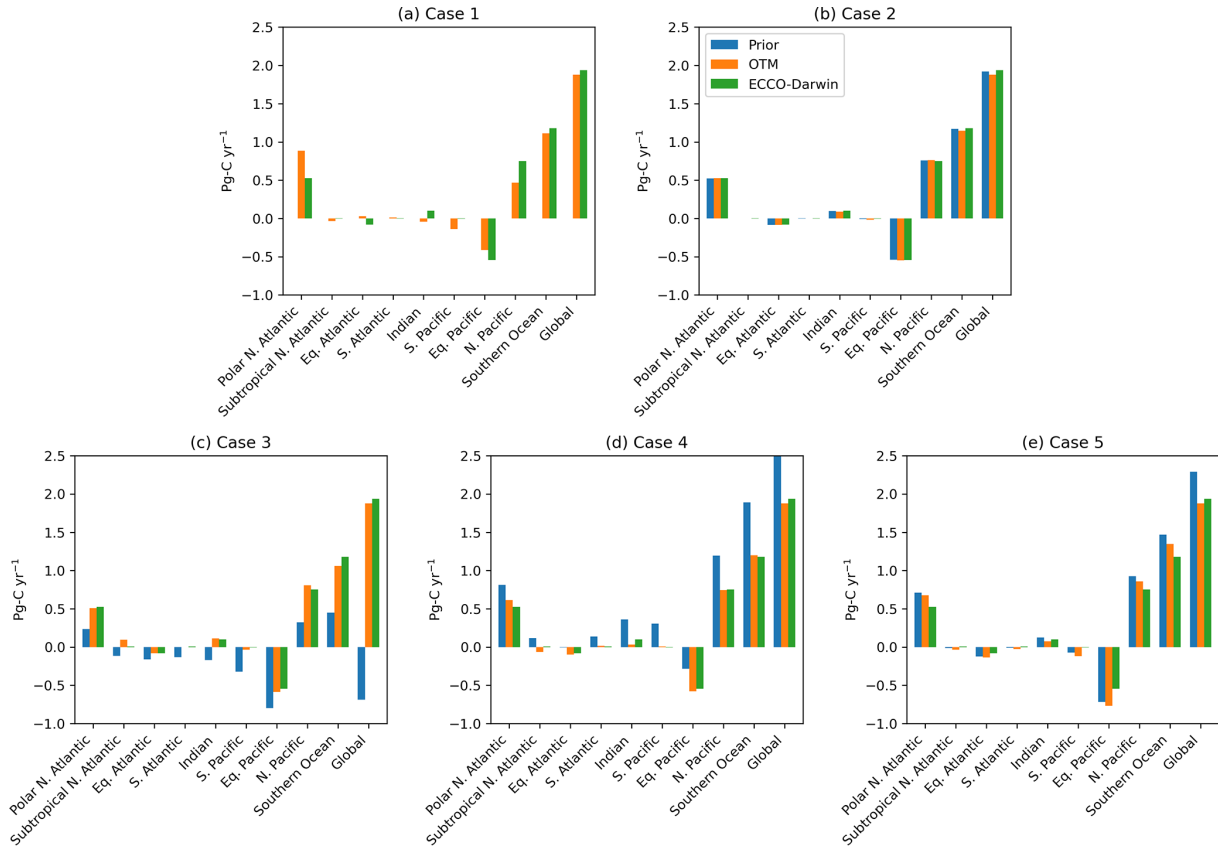 (a) Case 1
Pg-C yr⁻¹
2.5
2.0
1.5
1.0
0.5
0.0
−0.5
−1.0
Polar N. Atlantic
Subtropical N. Atlantic
Eq. Atlantic
S. Atlantic
Indian
S. Pacific
Eq. Pacific
N. Pacific
Southern Ocean
Global
(b) Case 2
Pg-C yr⁻¹
2.5
2.0
1.5
1.0
0.5
0.0
−0.5
−1.0
Prior
OTM
ECCO-Darwin
Polar N. Atlantic
Subtropical N. Atlantic
Eq. Atlantic
S. Atlantic
Indian
S. Pacific
Eq. Pacific
N. Pacific
Southern Ocean
Global
(c) Case 3
Pg-C yr⁻¹
2.5
2.0
1.5
1.0
0.5
0.0
−0.5
−1.0
Polar N. Atlantic
Subtropical N. Atlantic
Eq. Atlantic
S. Atlantic
Indian
S. Pacific
Eq. Pacific
N. Pacific
Southern Ocean
Global
(d) Case 4
Pg-C yr⁻¹
2.5
2.0
1.5
1.0
0.5
0.0
−0.5
−1.0
Polar N. Atlantic
Subtropical N. Atlantic
Eq. Atlantic
S. Atlantic
Indian
S. Pacific
Eq. Pacific
N. Pacific
Southern Ocean
Global
(e) Case 5
Pg-C yr⁻¹
2.5
2.0
1.5
1.0
0.5
0.0
−0.5
−1.0
Polar N. Atlantic
Subtropical N. Atlantic
Eq. Atlantic
S. Atlantic
Indian
S. Pacific
Eq. Pacific
N. Pacific
Southern Ocean
Global